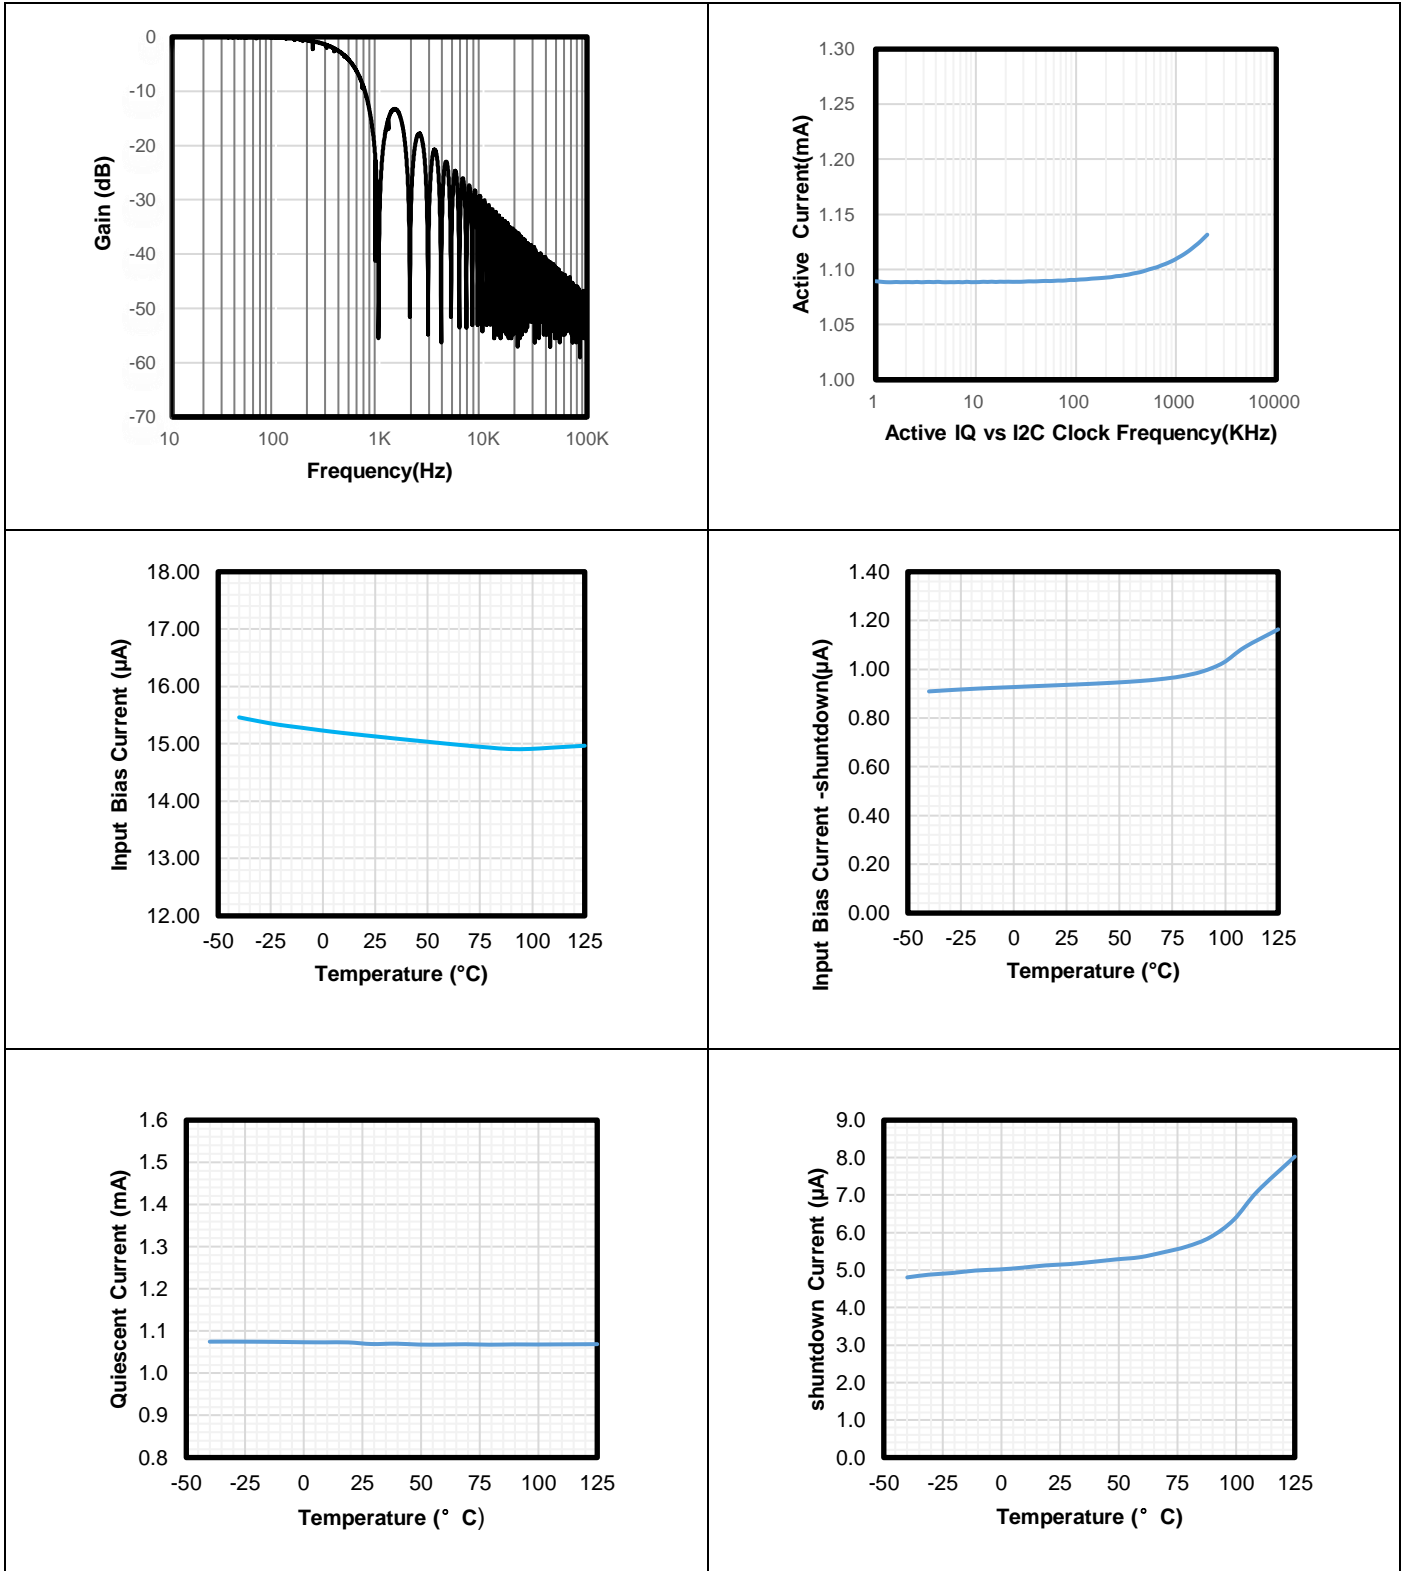 0
-10
-20
-30
-40
-50
-60
-70
Gain (dB)
10 100 1K 10K 100K
Frequency(Hz)
1.30
1.25
1.20
1.15
1.10
1.05
1.00
Active Current(mA)
1 10 100 1000 10000
Active IQ vs I2C Clock Frequency(KHz)
18.00
17.00
16.00
15.00
14.00
13.00
12.00
Input Bias Current (µA)
-50 -25 0 25 50 75 100 125
Temperature (°C)
1.40
1.20
1.00
0.80
0.60
0.40
0.20
0.00
Input Bias Current -shuntdown(µA)
-50 -25 0 25 50 75 100 125
Temperature (°C)
1.6
1.5
1.4
1.3
1.2
1.1
1.0
0.9
0.8
Quiescent Current (mA)
-50 -25 0 25 50 75 100 125
Temperature (° C)
9.0
8.0
7.0
6.0
5.0
4.0
3.0
2.0
1.0
0.0
shuntdown Current (µA)
-50 -25 0 25 50 75 100 125
Temperature (° C)